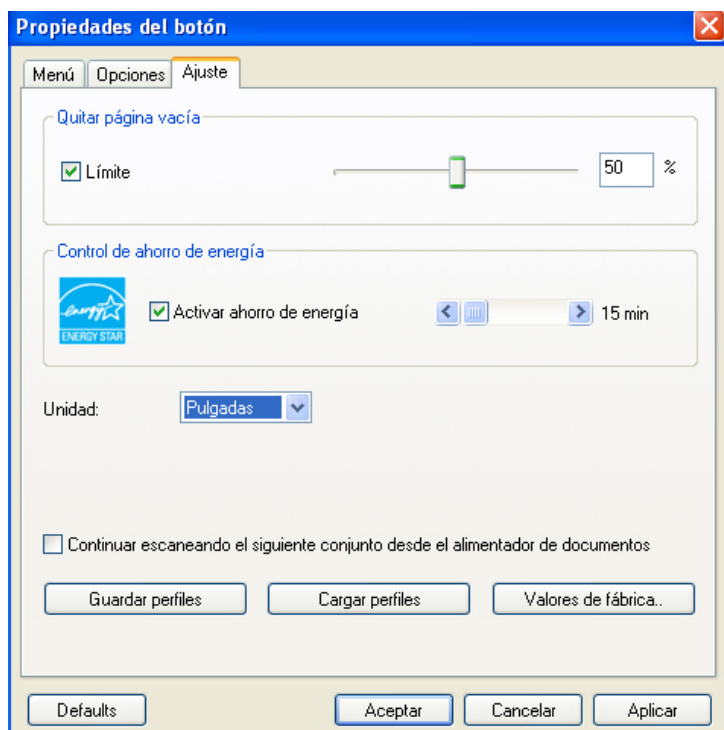 Propiedades del botón
Menú Opciones Ajuste
Quitar página vacía
Límite 50 %
Control de ahorro de energía
energy
ENERGY STAR
Activar ahorro de energía 15 min
Unidad: Pulgadas
Continuar escaneando el siguiente conjunto desde el alimentador de documentos
Guardar perfiles Cargar perfiles Valores de fábrica..
Defaults Aceptar Cancelar Aplicar